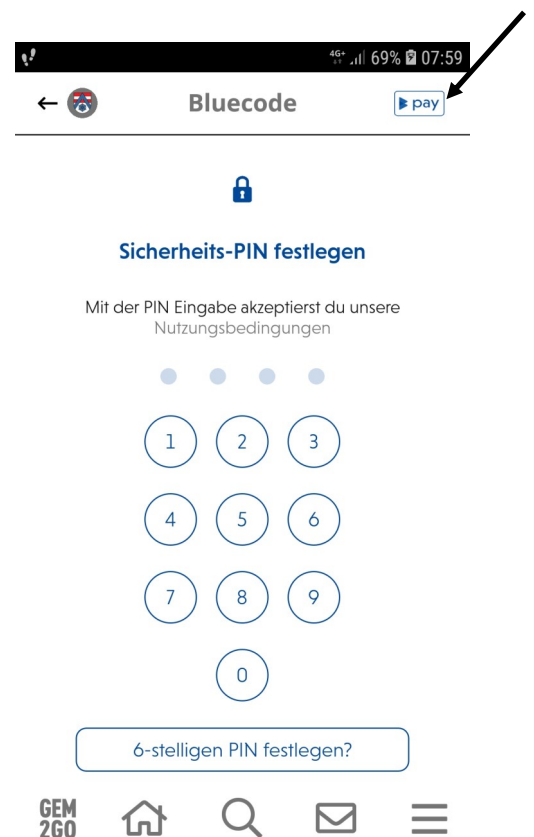 4G+ 69% 07:59
Bluecode
pay
Sicherheits-PIN festlegen
Mit der PIN Eingabe akzeptierst du unsere
Nutzungsbedingungen
1 2 3
4 5 6
7 8 9
0
6-stelligen PIN festlegen?
GEM
2GO